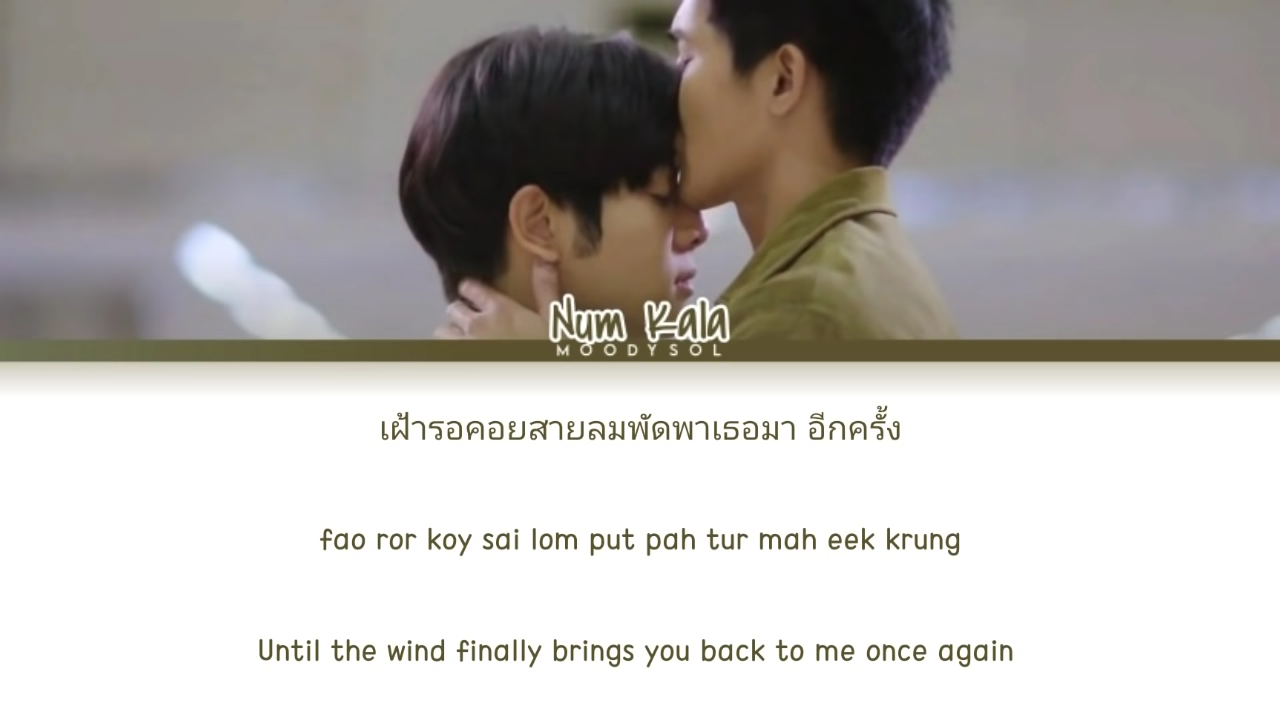 Num Kala
MOODYSOL
เฝ้ารอคอยสายลมพัดพาเธอมา อีกครั้ง
fao ror koy sai lom put pah tur mah eek krung
Until the wind finally brings you back to me once again